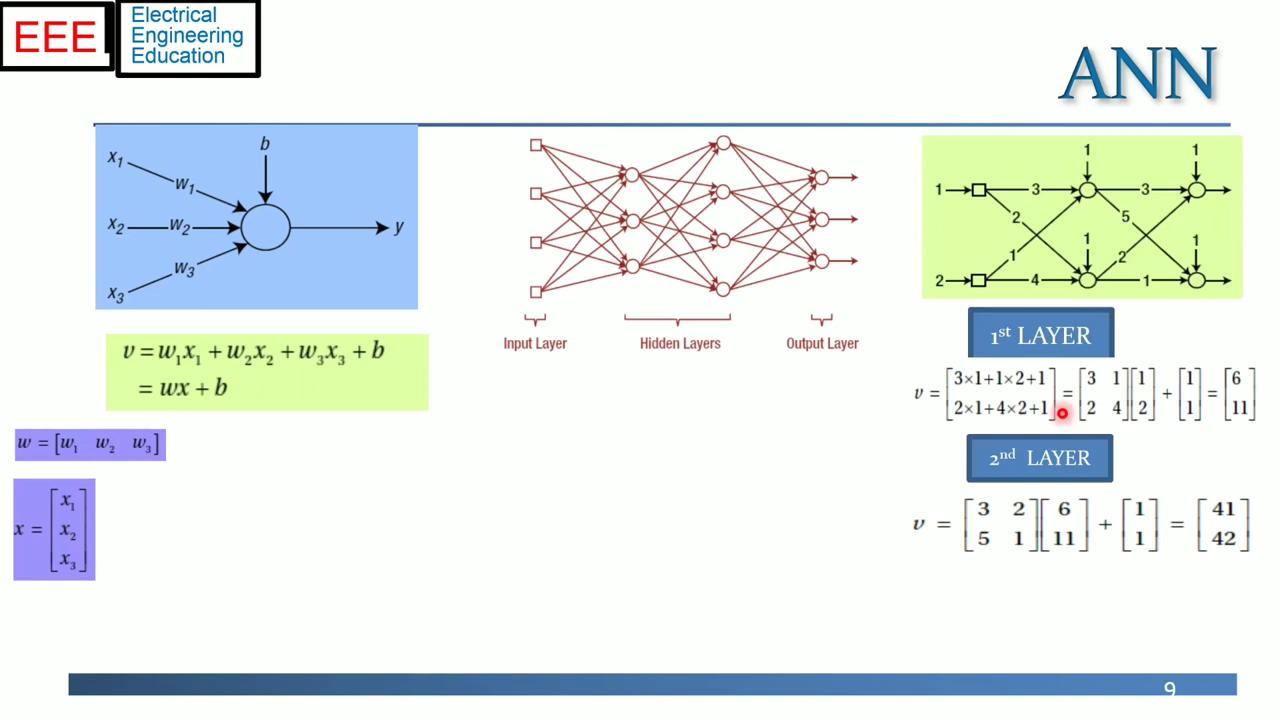 EEE
Electrical
Engineering
Education
ANN
b
x1
w1
x2
w2
y
w3
x3
v = w1x1 + w2x2 + w3x3 + b
= wx + b
w = [w1 w2 w3]
x = [x1
x2
x3]
Input Layer
Hidden Layers
Output Layer
1 1
1 3 3
2 5
1 1 1 2
2 4 1
1st LAYER
v = [3×1+1×2+1
2×1+4×2+1] = [3 1
2 4] [1
2] + [1
1] = [6
11]
2nd LAYER
v = [3 2
5 1] [6
11] + [1
1] = [41
42]
9